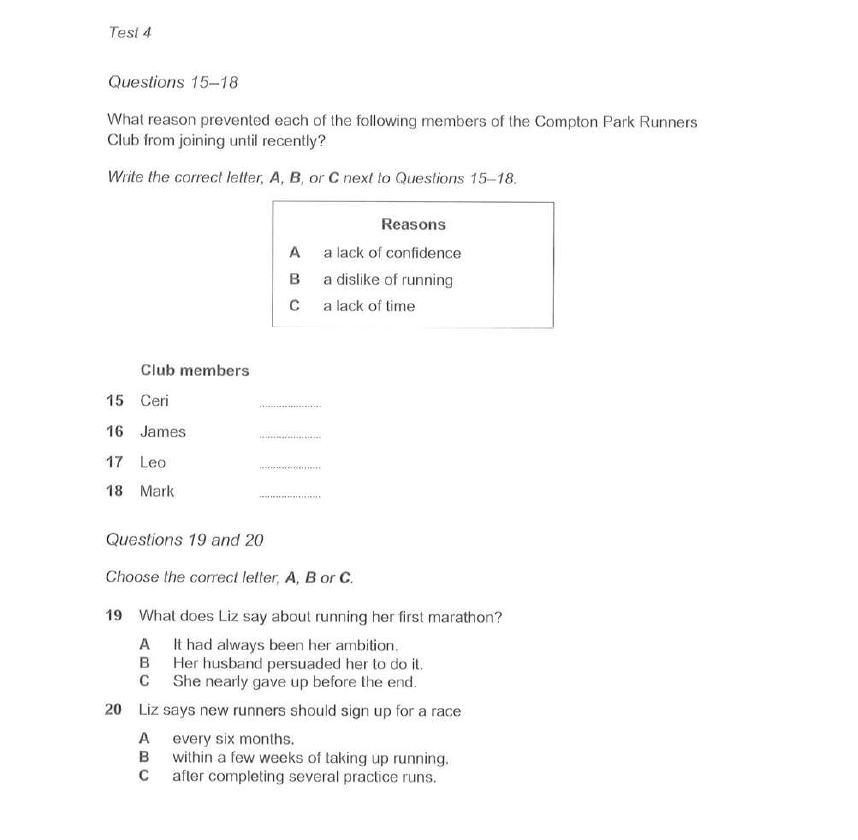 Test 4
Questions 15–18
What reason prevented each of the following members of the Compton Park Runners
Club from joining until recently?
Write the correct letter, A, B, or C next to Questions 15–18.
Reasons
A a lack of confidence
B a dislike of running
C a lack of time
Club members
15 Ceri ........................
16 James ........................
17 Leo ........................
18 Mark ........................
Questions 19 and 20
Choose the correct letter, A, B or C.
19 What does Liz say about running her first marathon?
A It had always been her ambition.
B Her husband persuaded her to do it.
C She nearly gave up before the end.
20 Liz says new runners should sign up for a race
A every six months.
B within a few weeks of taking up running.
C after completing several practice runs.